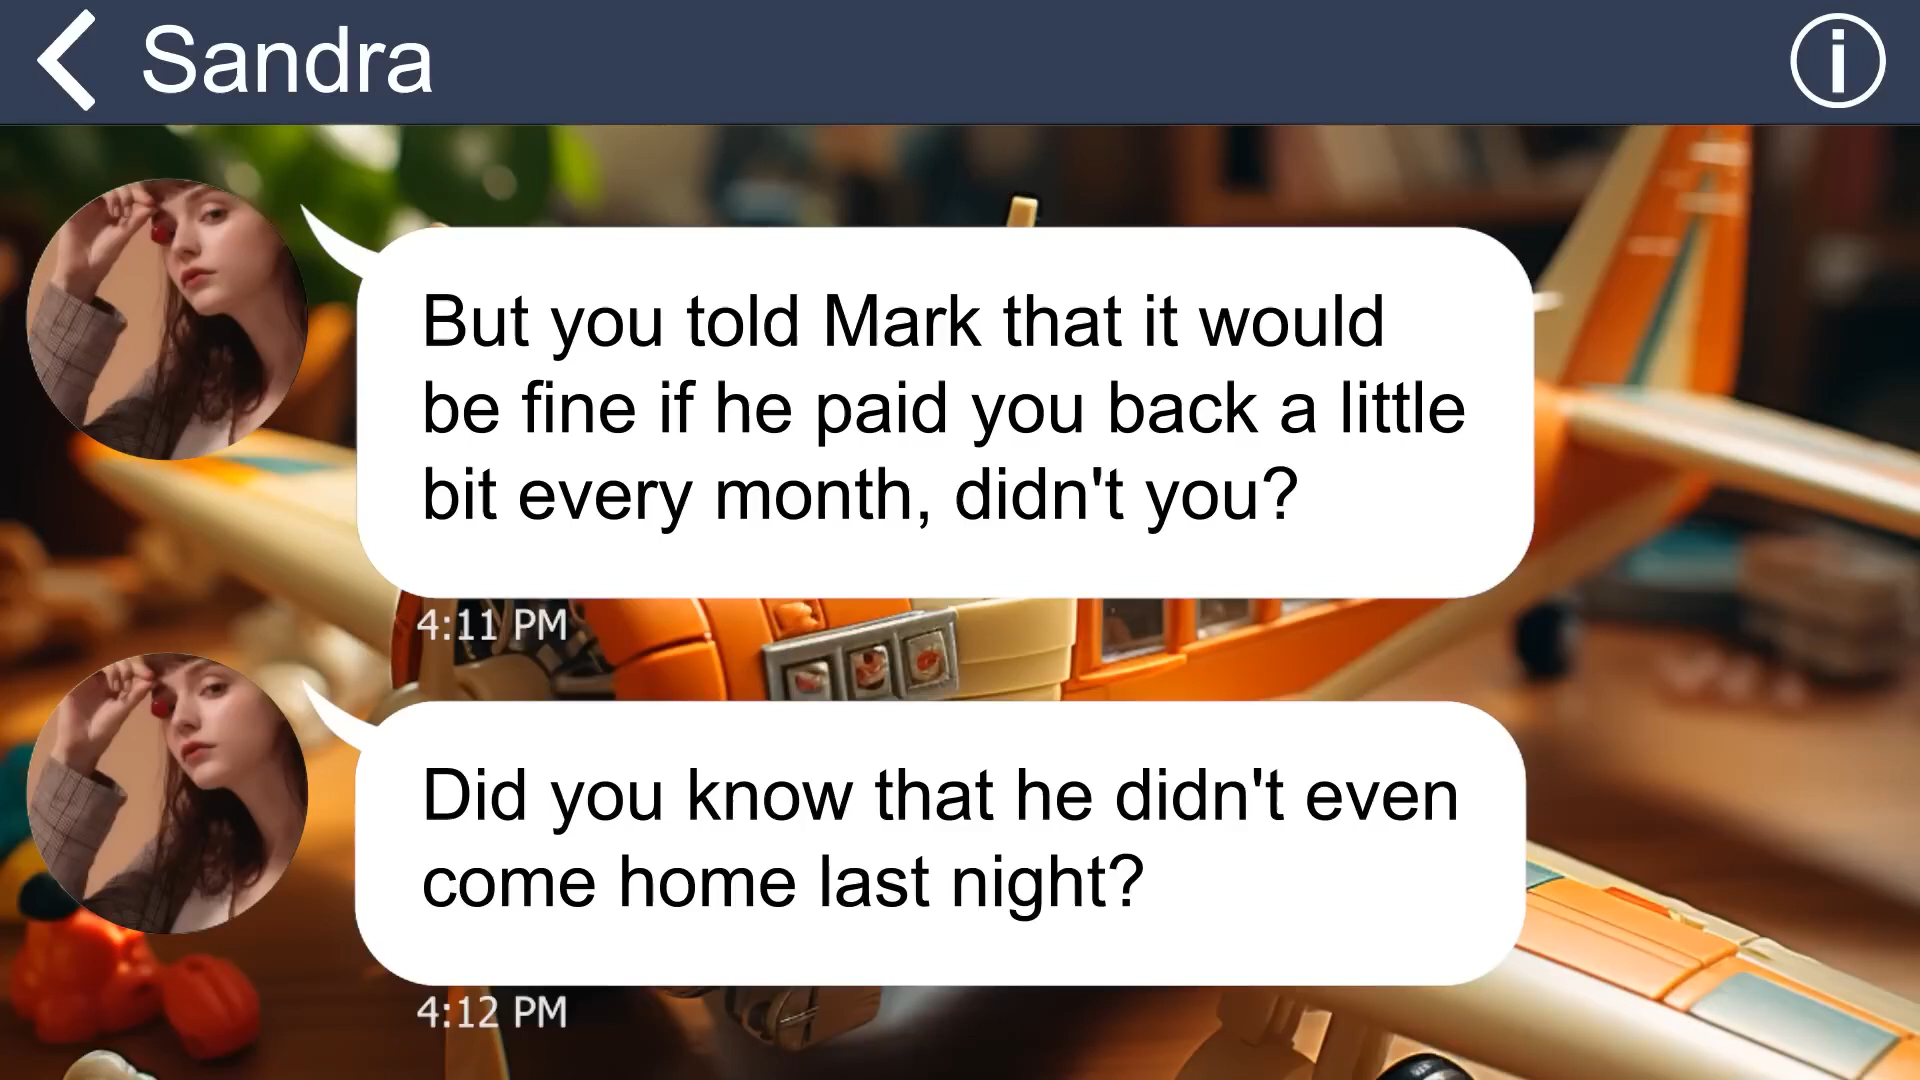 Sandra
But you told Mark that it would
be fine if he paid you back a little
bit every month, didn't you?
4:11 PM
Did you know that he didn't even
come home last night?
4:12 PM